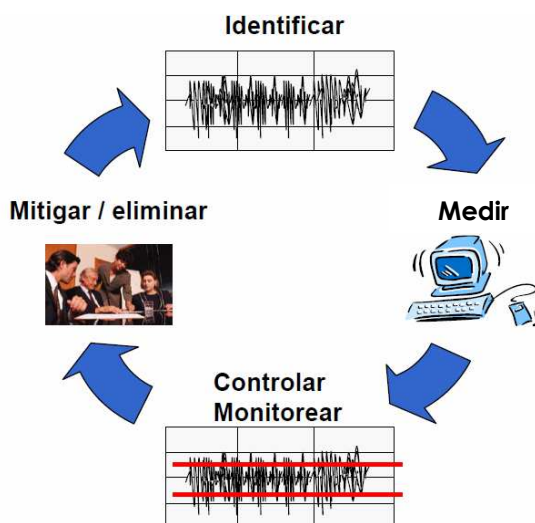 Identificar
Medir
Controlar
Monitorear
Mitigar / eliminar